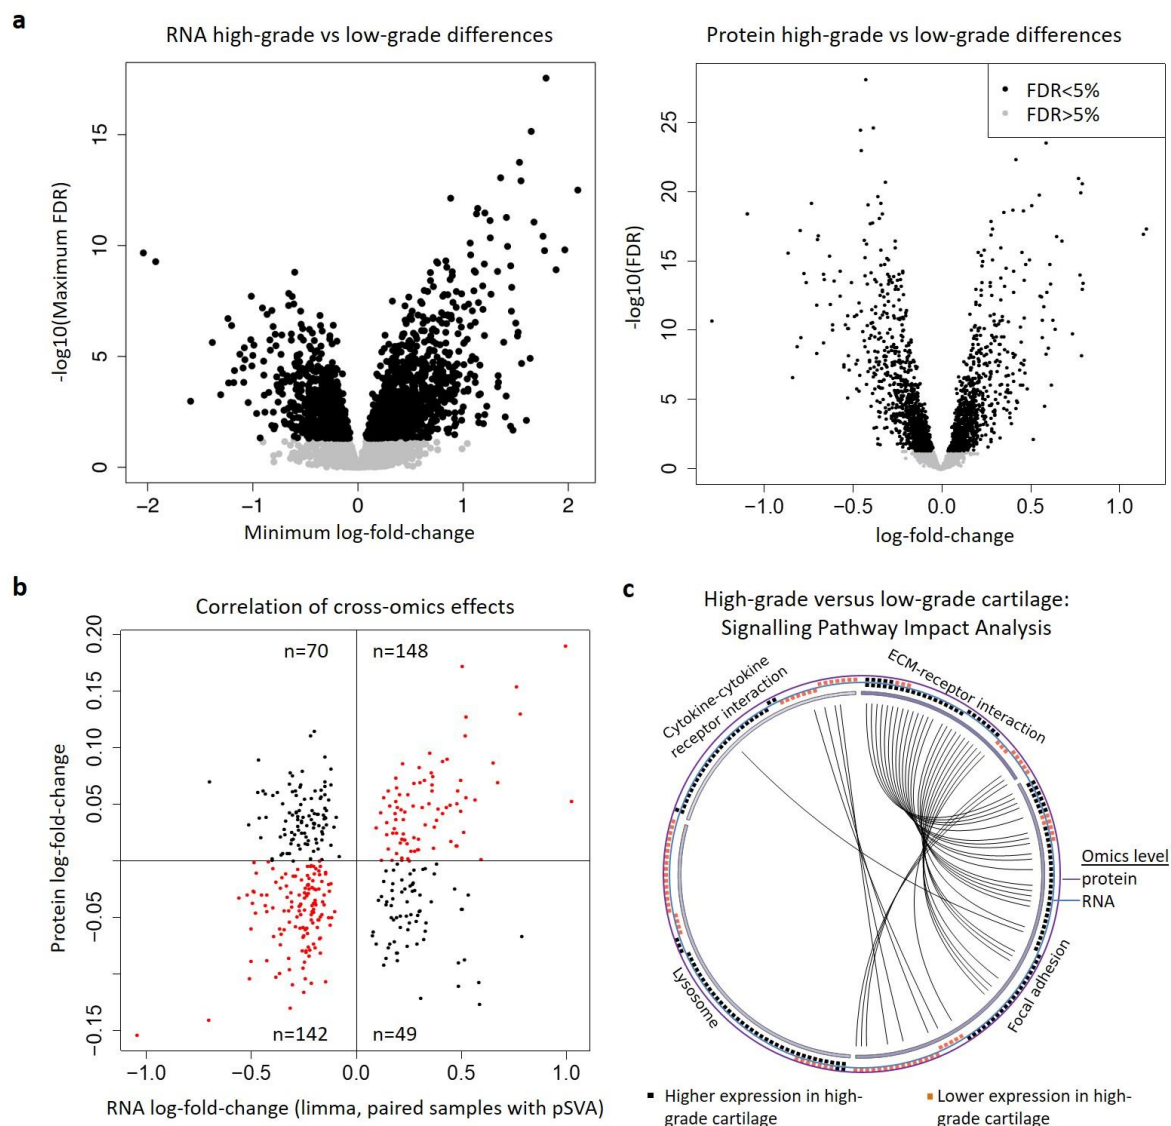 a
RNA high-grade vs low-grade differences
-log10(Maximum FDR)
15
10
5
0
−2
−1
0
1
2
Minimum log-fold-change
Protein high-grade vs low-grade differences
FDR<5%
FDR>5%
-log10(FDR)
25
20
15
10
5
0
−1.0
−0.5
0.0
0.5
1.0
log-fold-change
b
Correlation of cross-omics effects
n=70
n=148
n=142
n=49
Protein log-fold-change
0.20
0.15
0.10
0.05
−0.05
−0.15
−1.0
−0.5
0.0
0.5
1.0
RNA log-fold-change (limma, paired samples with pSVA)
c
High-grade versus low-grade cartilage:
Signalling Pathway Impact Analysis
Cytokine-cytokine
receptor interaction
ECM-receptor interaction
Omics level
protein
RNA
Focal adhesion
Lysosome
Higher expression in high-
grade cartilage
Lower expression in high-
grade cartilage